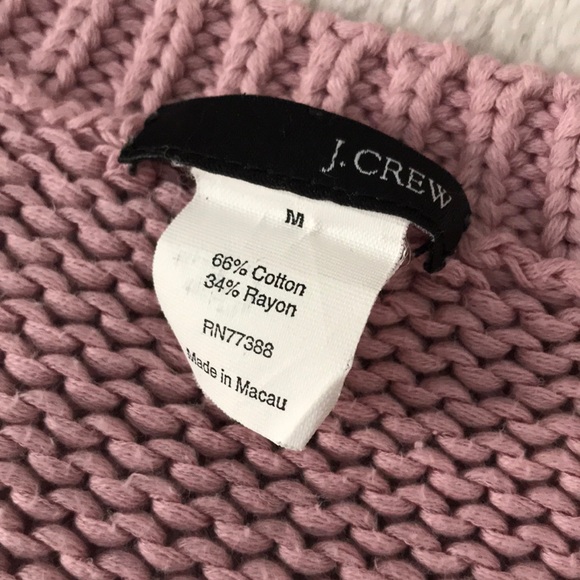 J.CREW
M
66% Cotton
34% Rayon
RN77388
Made in Macau